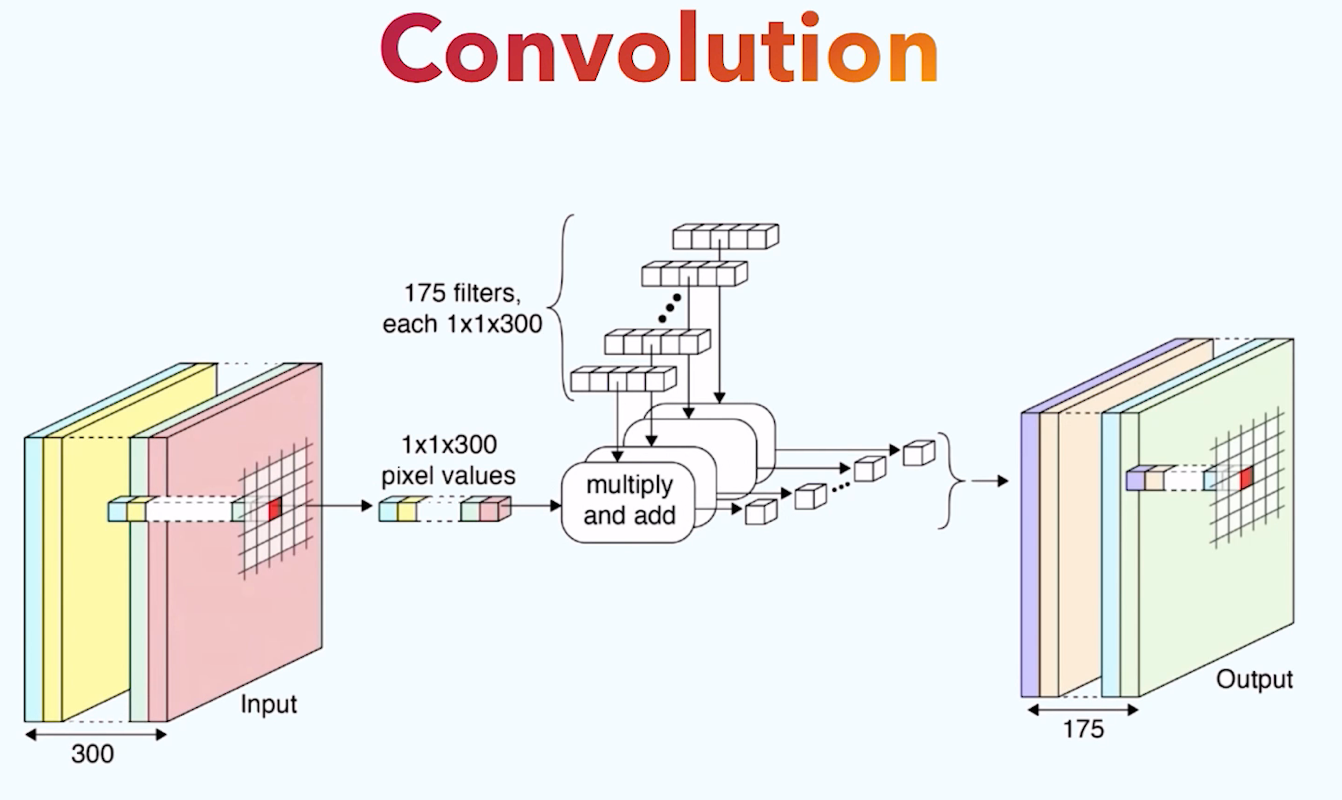 Convolution
175 filters,
each 1x1x300
1x1x300
pixel values
multiply
and add
Input
300
Output
175